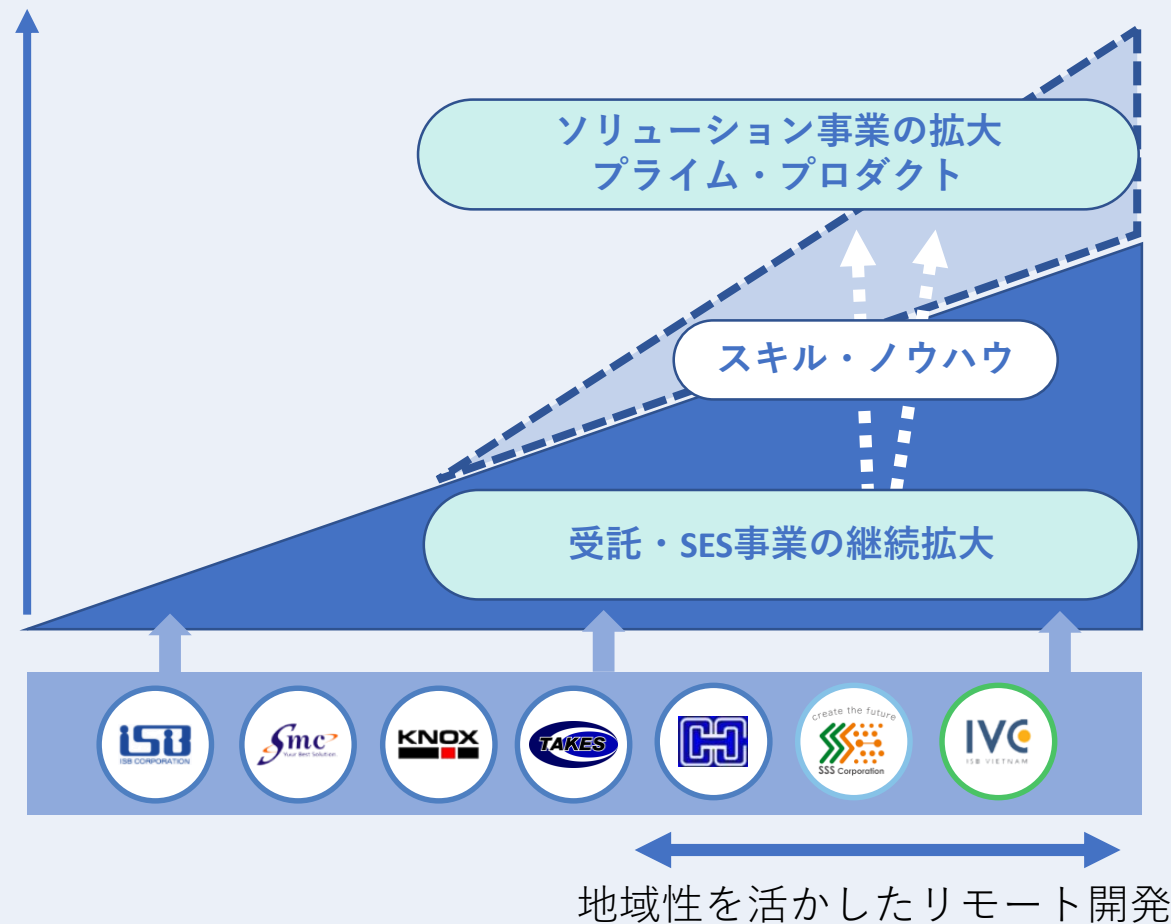 ソリューション事業の拡大
プライム・プロダクト
スキル・ノウハウ
受託・SES事業の継続拡大
iSB
ISB CORPORATION
Smc
Your Best Solution
KNOX
TAKES
create the future
SSS Corporation
IVC
ISB VIETNAM
地域性を活かしたリモート開発